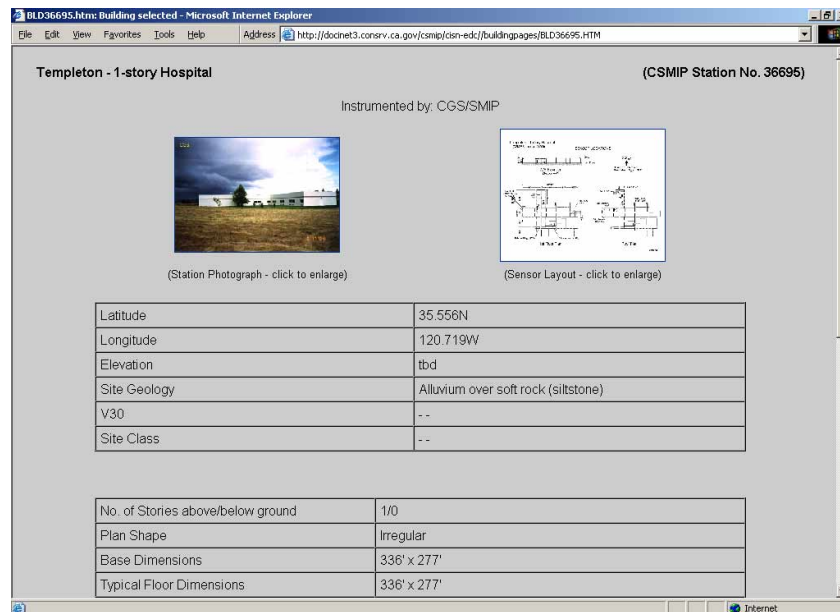 BLD36695.htm: Building selected - Microsoft Internet Explorer
File Edit View Favorites Tools Help Address http://docinet3.consrv.ca.gov/csmip/cisn-edc//buildingpages/BLD36695.HTM
Templeton - 1-story Hospital (CSMIP Station No. 36695)
Instrumented by: CGS/SMIP
SENSOR LOCATIONS
(Station Photograph - click to enlarge) (Sensor Layout - click to enlarge)
Latitude 35.556N
Longitude 120.719W
Elevation tbd
Site Geology Alluvium over soft rock (siltstone)
V30 - -
Site Class - -
No. of Stories above/below ground 1/0
Plan Shape Irregular
Base Dimensions 336' x 277'
Typical Floor Dimensions 336' x 277'
Internet